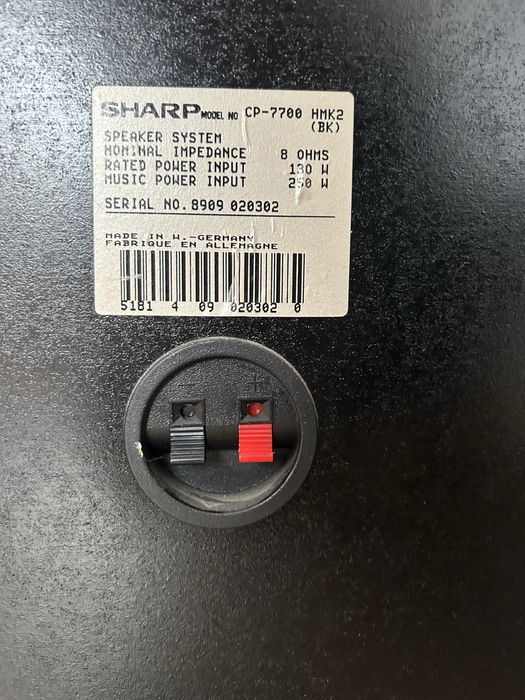 SHARP MODEL NO CP-7700 HMK2
(BK)
SPEAKER SYSTEM
NOMINAL IMPEDANCE 8 OHMS
RATED POWER INPUT 130 W
MUSIC POWER INPUT 250 W
SERIAL NO. 8909 020302
MADE IN W.-GERMANY
FABRIQUE EN ALLEMAGNE
5181 4 09 020302 0